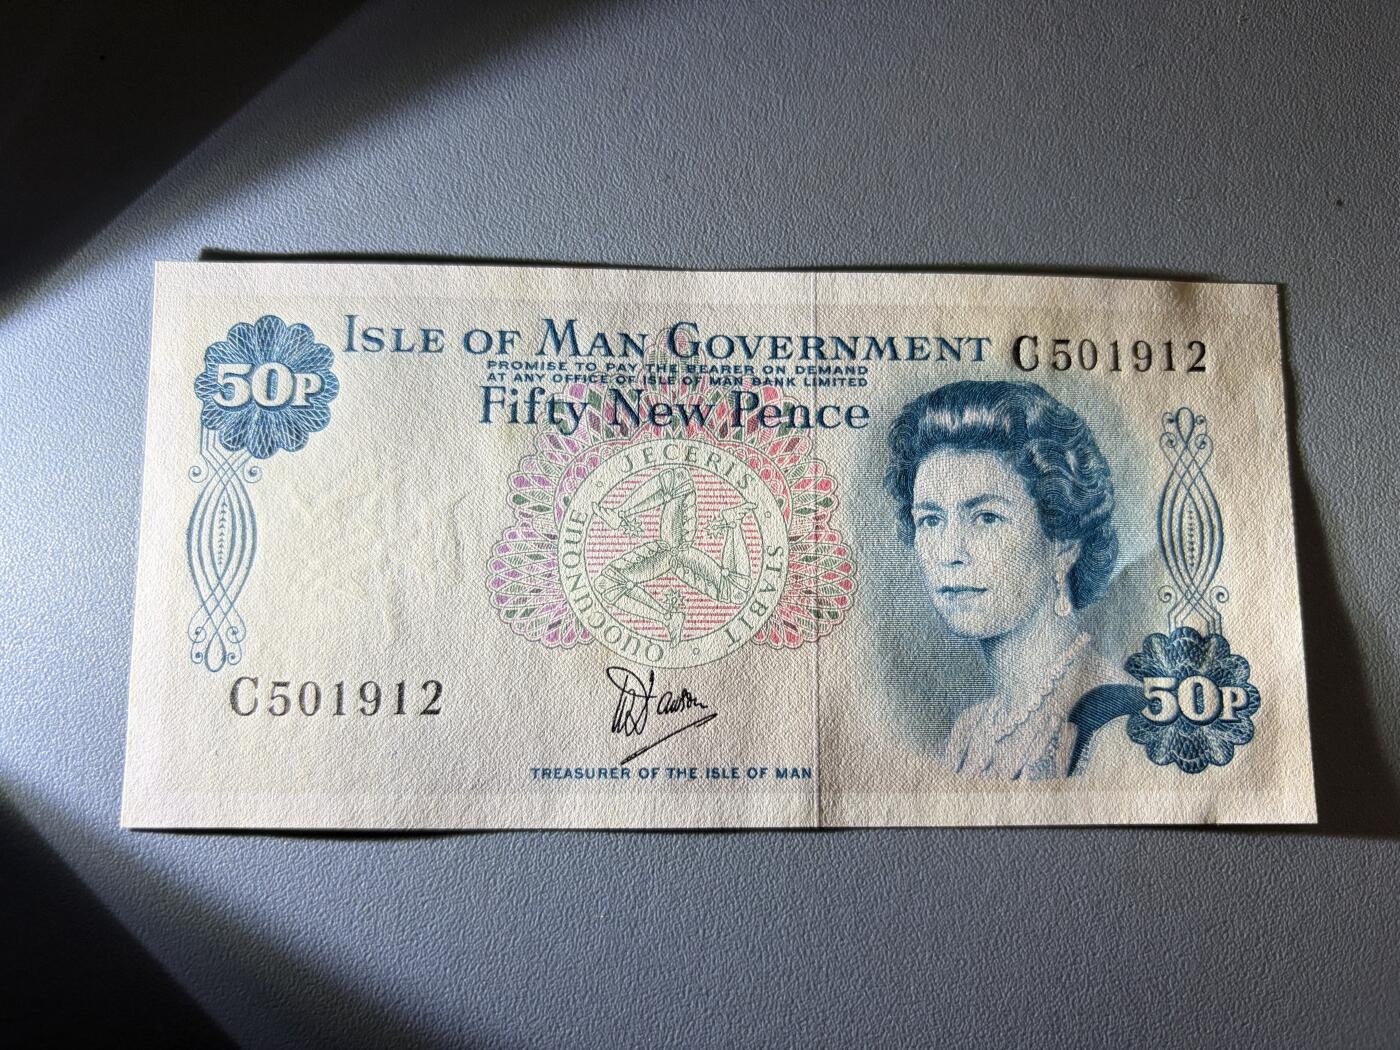 50P
ISLE OF MAN GOVERNMENT
C501912
PROMISE TO PAY THE BEARER ON DEMAND
AT ANY OFFICE OF ISLE OF MAN BANK LIMITED
Fifty New Pence
QUOCUNQUE · JECERIS · STABIT ·
C501912
W Dawson
TREASURER OF THE ISLE OF MAN
50P